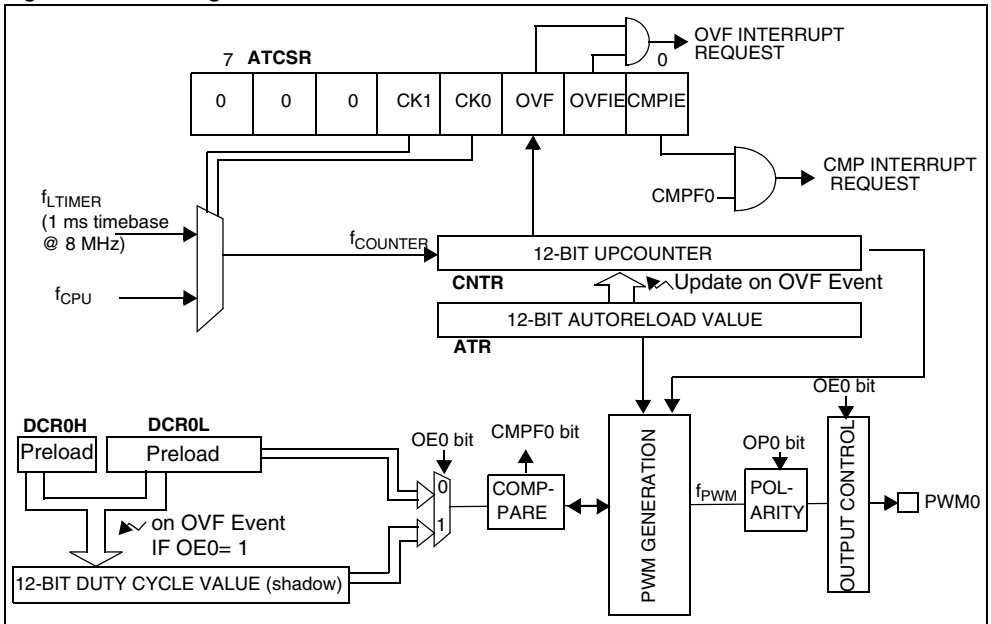 7 ATCSR 0
0 0 0 CK1 CK0 OVF OVFIE CMPIE
OVF INTERRUPT
REQUEST
CMP INTERRUPT
REQUEST
CMPF0
fLTIMER
(1 ms timebase
@ 8 MHz)
fCPU
fCOUNTER
12-BIT UPCOUNTER
CNTR
Update on OVF Event
12-BIT AUTORELOAD VALUE
ATR
OE0 bit
DCR0H
DCR0L
Preload
Preload
OE0 bit
CMPF0 bit
OP0 bit
0
1
COMP-
PARE
PWM GENERATION
fPWM
POL-
ARITY
OUTPUT CONTROL
PWM0
on OVF Event
IF OE0= 1
12-BIT DUTY CYCLE VALUE (shadow)